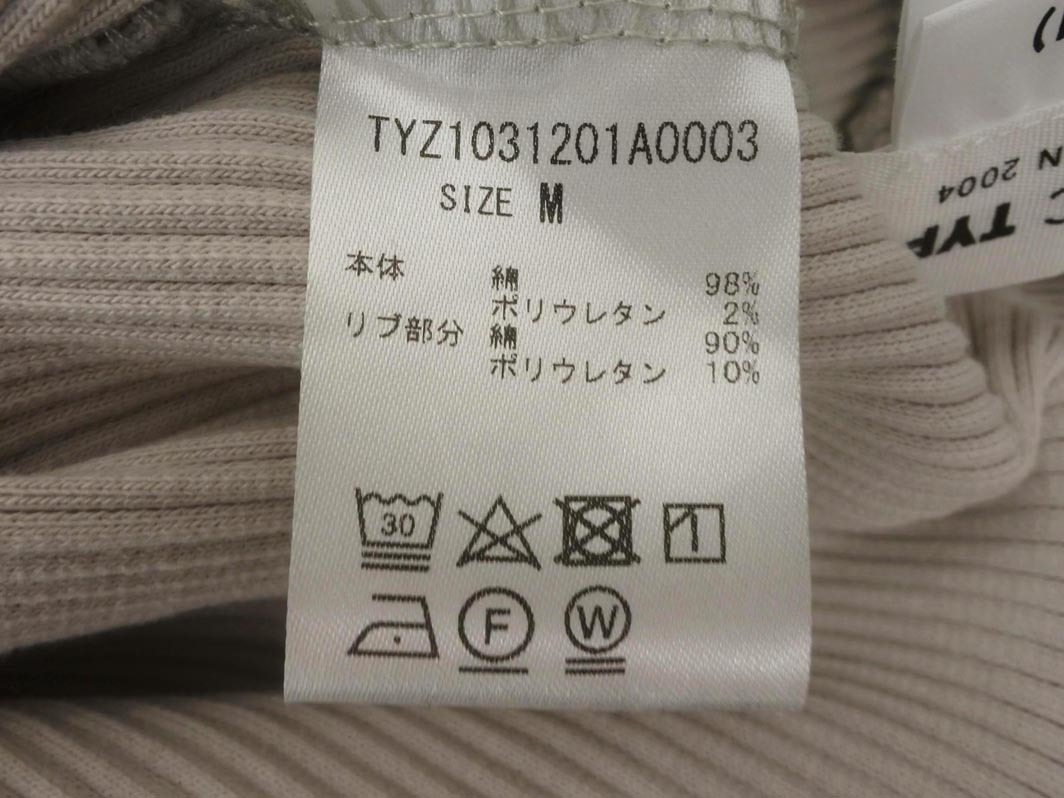 TYZ1031201A0003
SIZE M
本体 綿 98%
ポリウレタン 2%
リブ部分 綿 90%
ポリウレタン 10%
30
F W
N 2004
C TYP